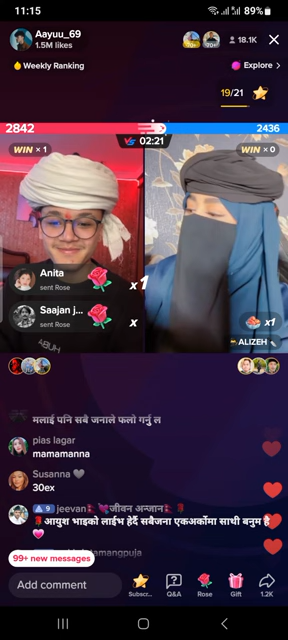 11:15
89%
Aayuu_69
1.5M likes
18.1K
Weekly Ranking
Explore >
19/21
2842
2436
WIN × 1
VS 02:21
WIN × 0
Anita
sent Rose
x1
Saajan j...
sent Rose
x
x1
ALIZEH
मलाई पनि सबै जनाले फलो गर्नु ल
pias lagar
mamamanna
Susanna
30ex
9 jeevan जीवन अन्जान
आयुश भाइको लाईभ हेर्दै सबैजना एकअर्कोमा साथी बनुम है
99+ new messages
Add comment
Subscr...
Q&A
Rose
Gift
1.2K